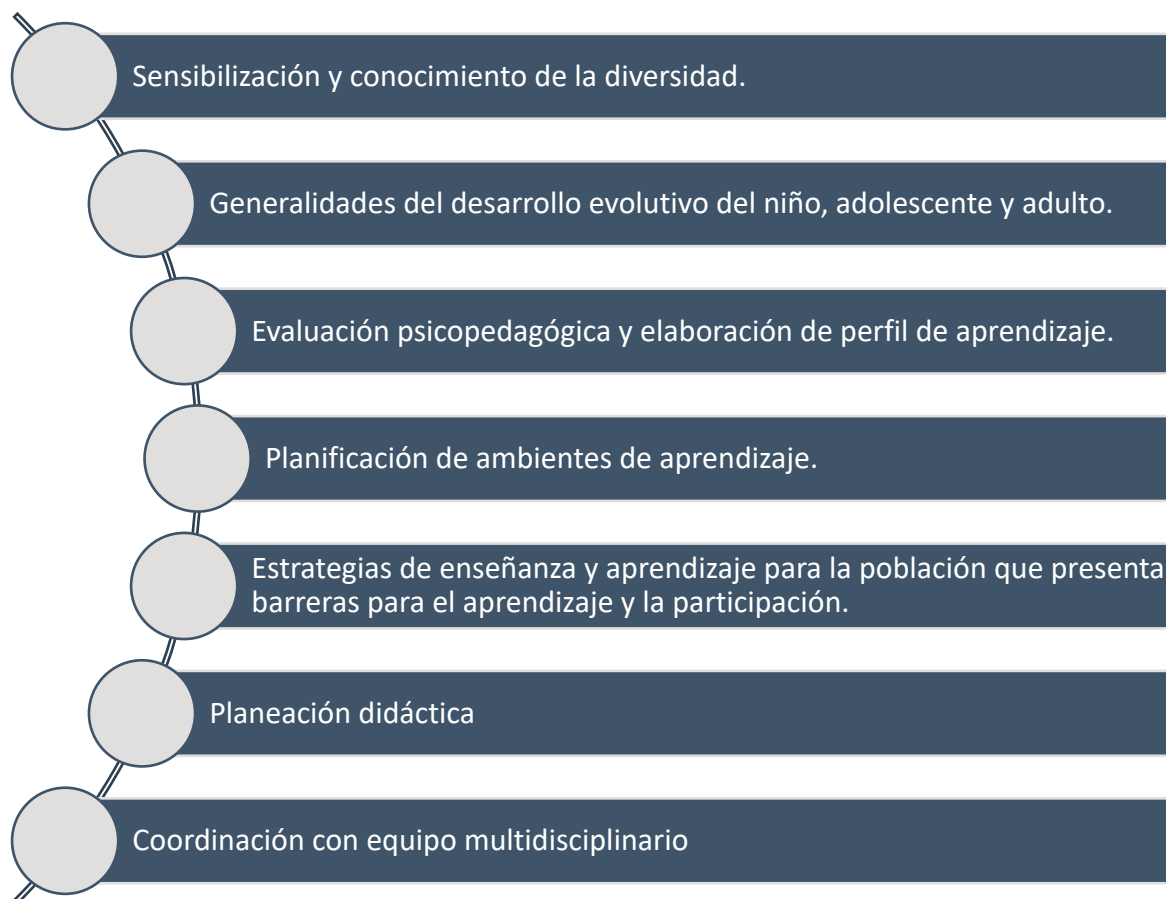 Sensibilización y conocimiento de la diversidad.
Generalidades del desarrollo evolutivo del niño, adolescente y adulto.
Evaluación psicopedagógica y elaboración de perfil de aprendizaje.
Planificación de ambientes de aprendizaje.
Estrategias de enseñanza y aprendizaje para la población que presenta
barreras para el aprendizaje y la participación.
Planeación didáctica
Coordinación con equipo multidisciplinario